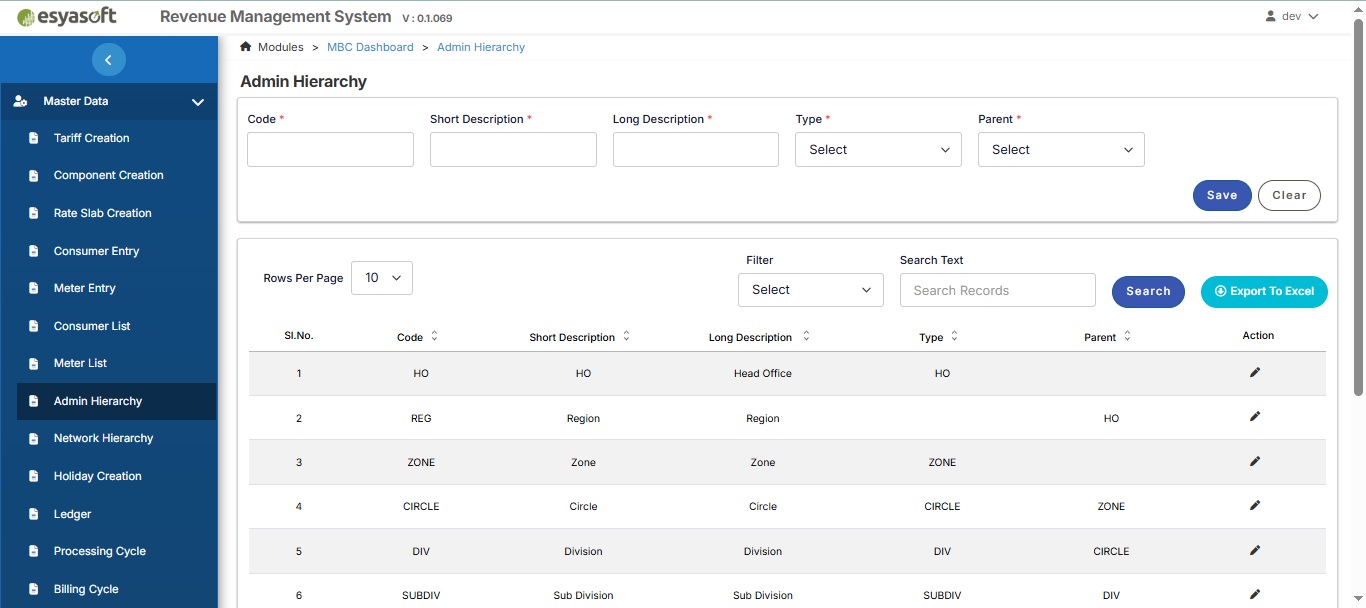 esyasoft
Revenue Management System V : 0.1.069
dev
Modules > MBC Dashboard > Admin Hierarchy
Master Data
Tariff Creation
Component Creation
Rate Slab Creation
Consumer Entry
Meter Entry
Consumer List
Meter List
Admin Hierarchy
Network Hierarchy
Holiday Creation
Ledger
Processing Cycle
Billing Cycle
Admin Hierarchy
Code * Short Description * Long Description * Type * Parent *
Select Select
Save Clear
Filter Search Text
Rows Per Page 10 Select Search Records Search Export To Excel
Sl.No. Code Short Description Long Description Type Parent Action
1 HO HO Head Office HO
2 REG Region Region HO
3 ZONE Zone Zone ZONE
4 CIRCLE Circle Circle CIRCLE ZONE
5 DIV Division Division DIV CIRCLE
6 SUBDIV Sub Division Sub Division SUBDIV DIV